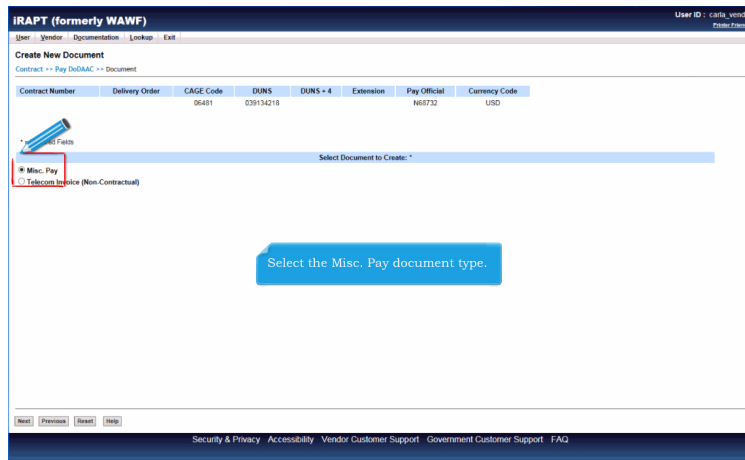 iRAPT (formerly WAWF)
User ID : carla_vend
Printer Frien
User Vendor Documentation Lookup Exit
Create New Document
Contract >> Pay DoDAAC >> Document
Contract Number Delivery Order CAGE Code DUNS DUNS + 4 Extension Pay Official Currency Code
06481 039134218 N68732 USD
* Fields
Select Document to Create: *
Misc. Pay
Telecom Invoice (Non-Contractual)
Select the Misc. Pay document type.
Next Previous Reset Help
Security & Privacy Accessibility Vendor Customer Support Government Customer Support FAQ